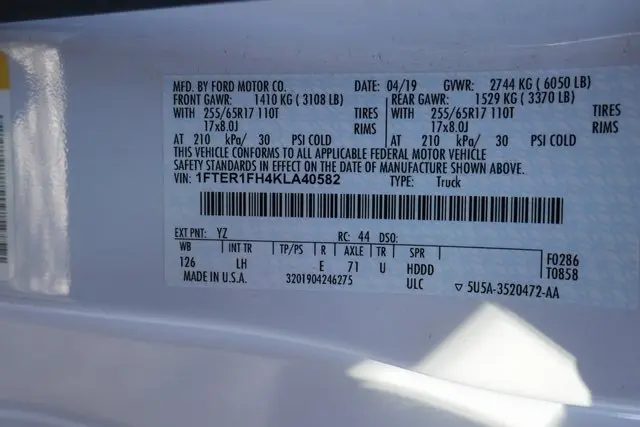 MFD. BY FORD MOTOR CO. DATE: 04/19 GVWR: 2744 KG ( 6050 LB)
FRONT GAWR: 1410 KG ( 3108 LB) REAR GAWR: 1529 KG ( 3370 LB)
WITH 255/65R17 110T TIRES WITH 255/65R17 110T TIRES
17x8.0J RIMS 17x8.0J RIMS
AT 210 kPa/ 30 PSI COLD AT 210 kPa/ 30 PSI COLD
THIS VEHICLE CONFORMS TO ALL APPLICABLE FEDERAL MOTOR VEHICLE
SAFETY STANDARDS IN EFFECT ON THE DATE OF MANUFACTURE SHOWN ABOVE.
VIN: 1FTER1FH4KLA40582 TYPE: Truck
EXT PNT: YZ RC: 44 DSO:
WB INT TR TP/PS R AXLE TR SPR F0286
126 LH E 71 U HDDD T0858
MADE IN U.S.A. 3201904246275 ULC ▽ 5U5A-3520472-AA